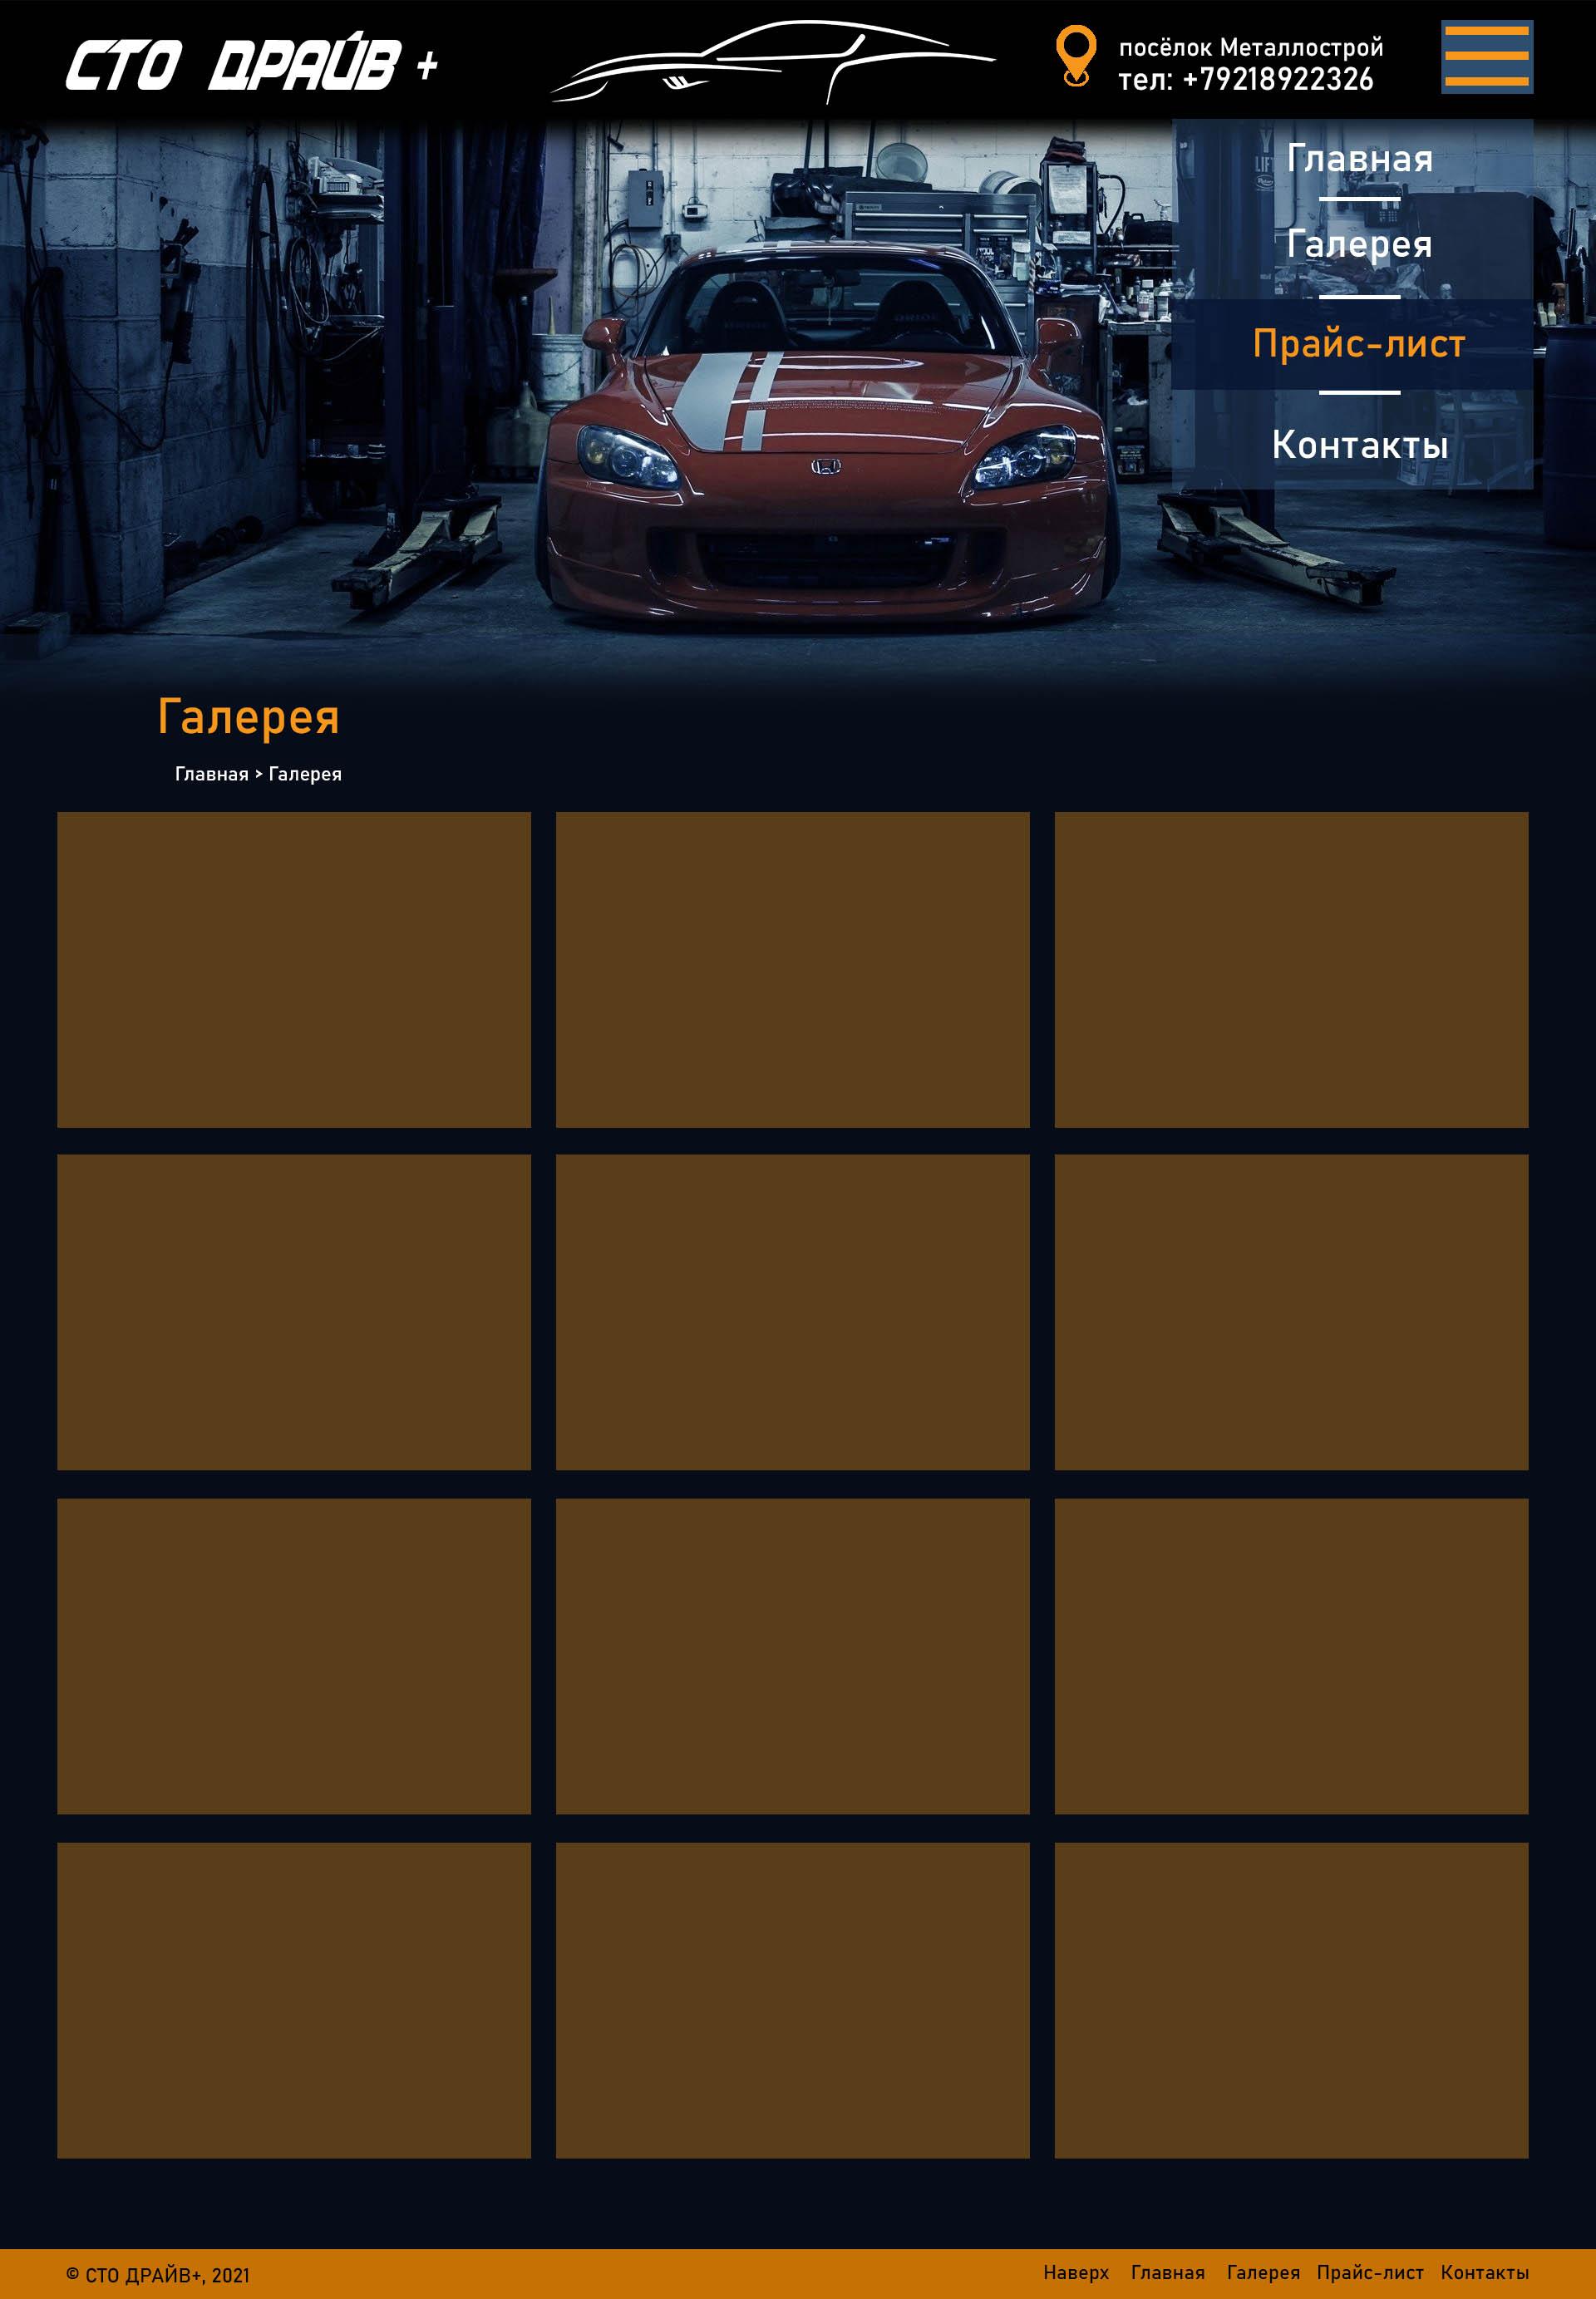 СТО ДРАЙВ +
посёлок Металлострой
тел: +79218922326
Главная
Галерея
Прайс-лист
Контакты
Галерея
Главная > Галерея
© СТО ДРАЙВ+, 2021
Наверх Главная Галерея Прайс-лист Контакты